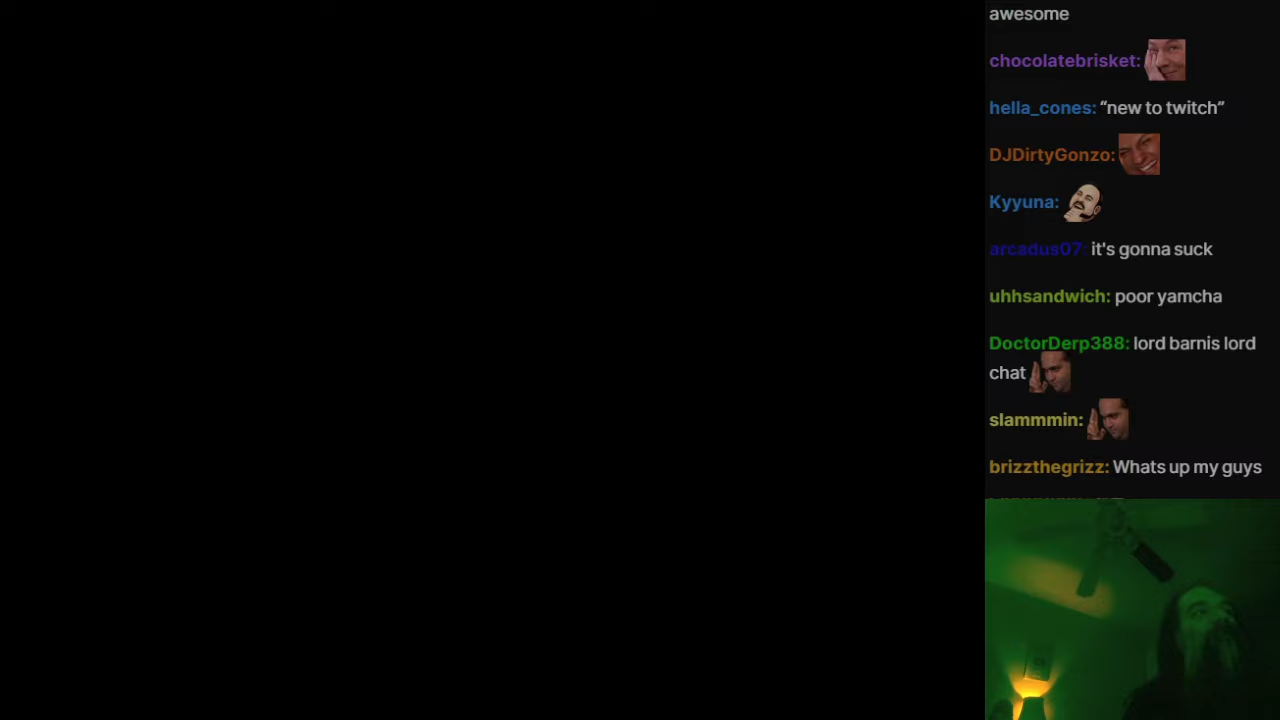 awesome
chocolatebrisket:
hella_cones: “new to twitch”
DJDirtyGonzo:
Kyyuna:
arcadus07: it's gonna suck
uhhsandwich: poor yamcha
DoctorDerp388: lord barnis lord
chat
slammmin:
brizzthegrizz: Whats up my guys